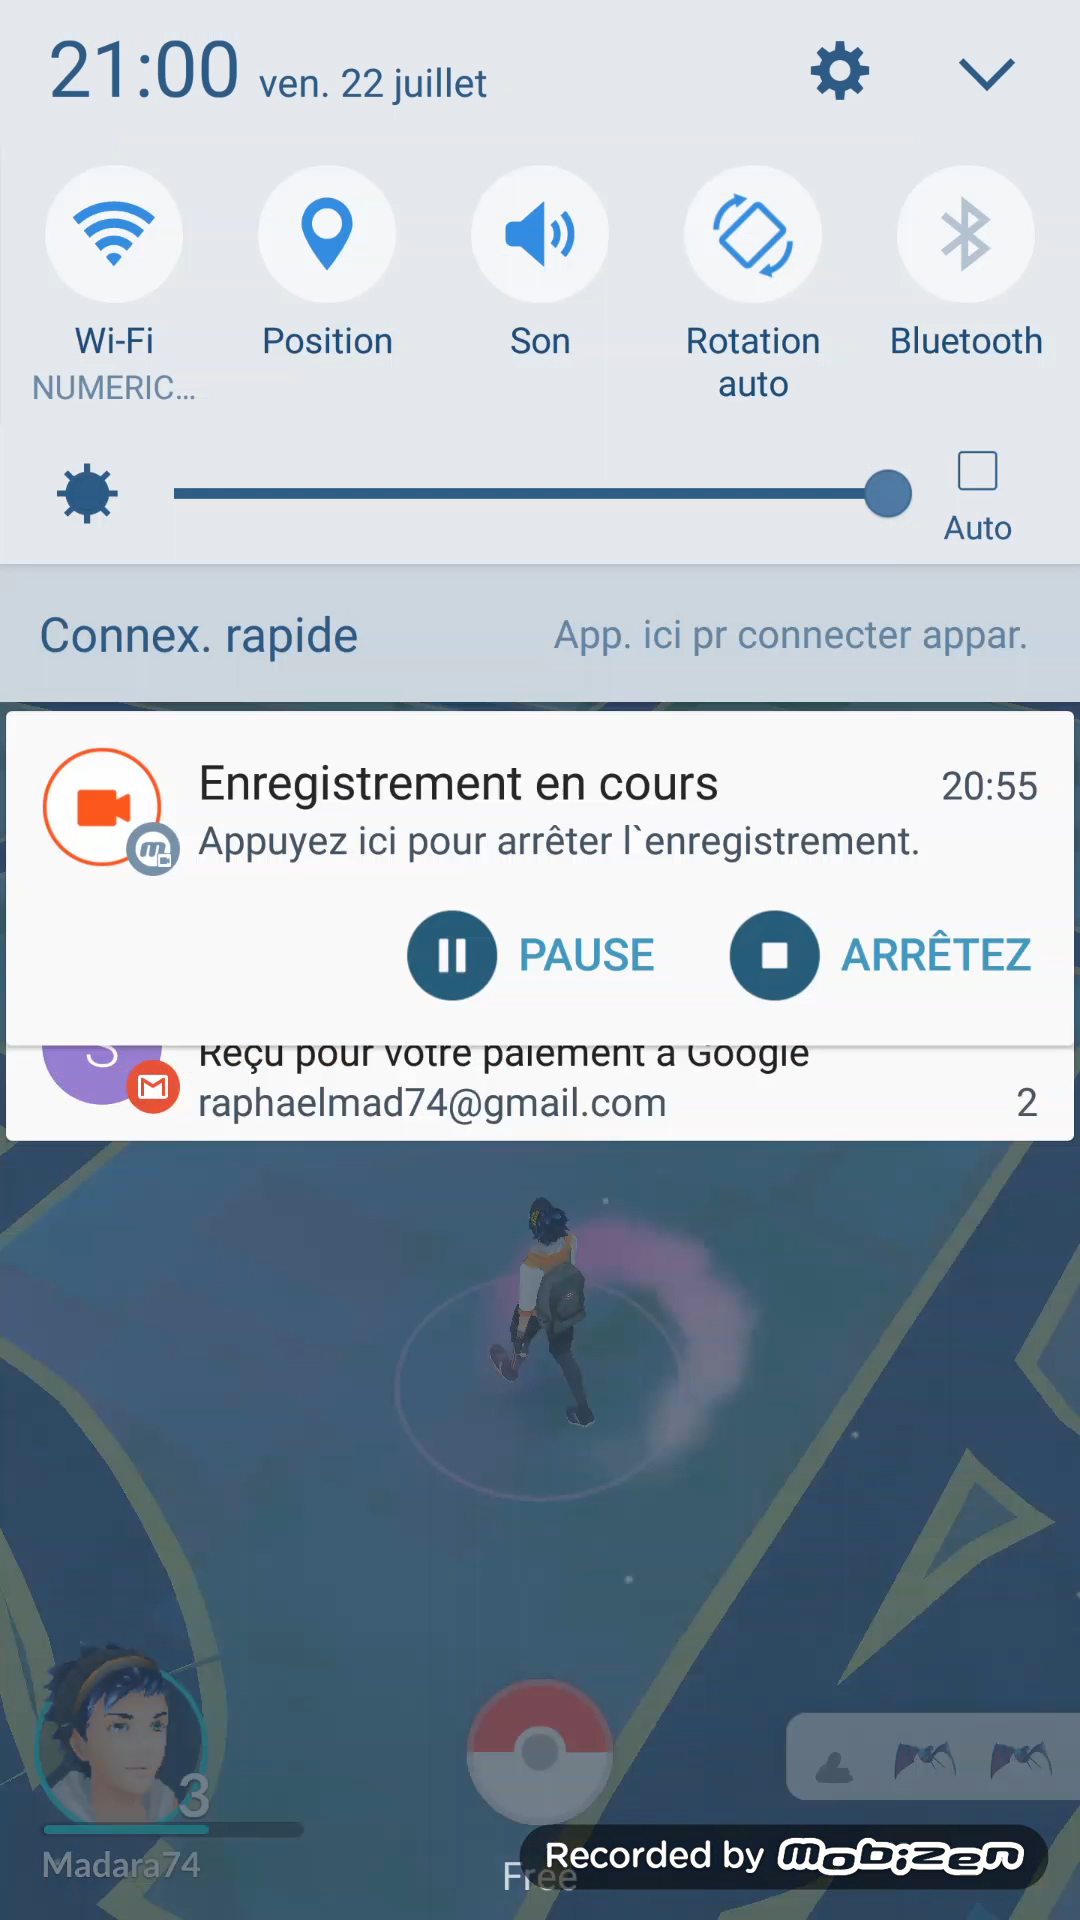 21:00 ven. 22 juillet
Wi-Fi
NUMERIC...
Position
Son
Rotation
auto
Bluetooth
Auto
Connex. rapide
App. ici pr connecter appar.
Enregistrement en cours
20:55
Appuyez ici pour arrêter l`enregistrement.
PAUSE
ARRÊTEZ
S
Reçu pour votre paiement à Google
raphaelmad74@gmail.com
2
3
Madara74
Free
Recorded by mobizen